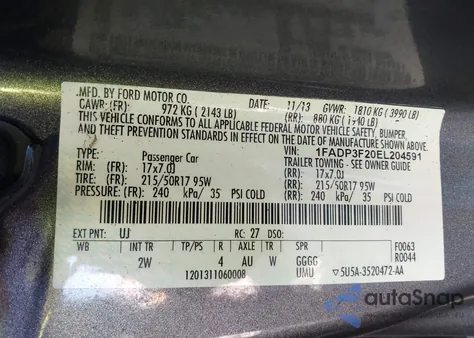 MFD. BY FORD MOTOR CO. DATE: 11/13 GVWR: 1810 KG (3990 LB)
GAWR: (FR) 972 KG (2143 LB) (RR): 880 KG (1940 LB)
THIS VEHICLE CONFORMS TO ALL APPLICABLE FEDERAL MOTOR VEHICLE SAFETY, BUMPER,
AND THEFT PREVENTION STANDARDS IN EFFECT ON THE DATE OF MANUFACTURE SHOWN ABOVE.
VIN: 1FADP3F20EL204591
TYPE: Passenger Car TRAILER TOWING - SEE OWNER GUIDE
RIM: (FR): 17x7.0J (RR): 17x7.0J
TIRE: (FR): 215/50R17 95W (RR): 215/50R17 95W
PRESSURE: (FR) 240 kPa/ 35 PSI COLD (RR): 240 kPa/ 35 PSI COLD
EXT PNT: UJ RC: 27 DSO:
WB INT TR TP/PS R AXLE TR SPR F0063
2W 4 AU W GGGG R0044
1201311060008 UMU 5U5A-3520472-AA
autoSnap